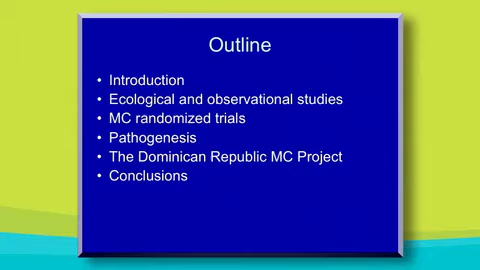 Outline
• Introduction
• Ecological and observational studies
• MC randomized trials
• Pathogenesis
• The Dominican Republic MC Project
• Conclusions